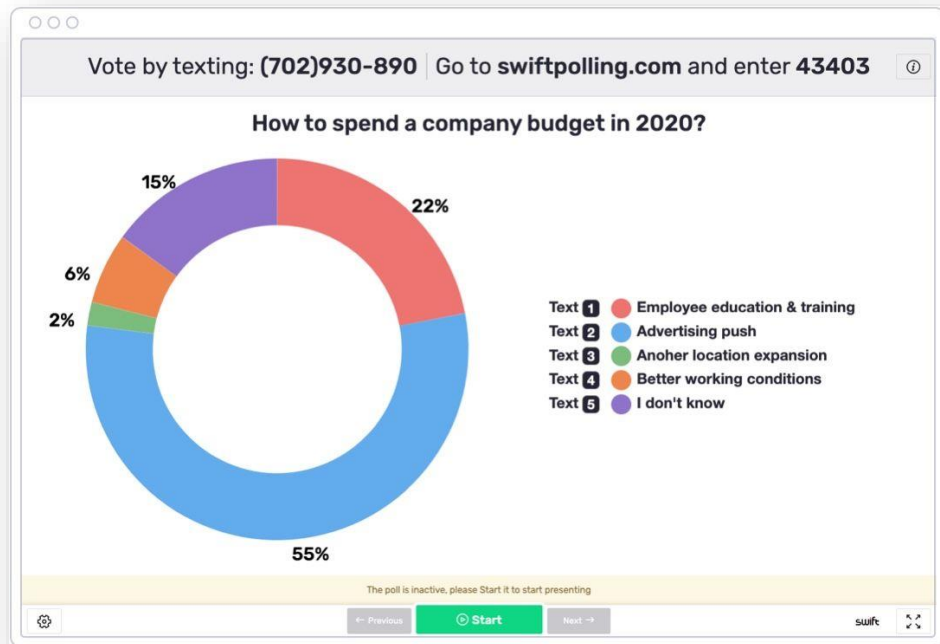 Vote by texting: (702)930-890 | Go to swiftpolling.com and enter 43403
How to spend a company budget in 2020?
15%
22%
6%
2%
55%
Text 1 Employee education & training
Text 2 Advertising push
Text 3 Anoher location expansion
Text 4 Better working conditions
Text 5 I don't know
The poll is inactive, please Start it to start presenting
← Previous
Start
Next →
swift